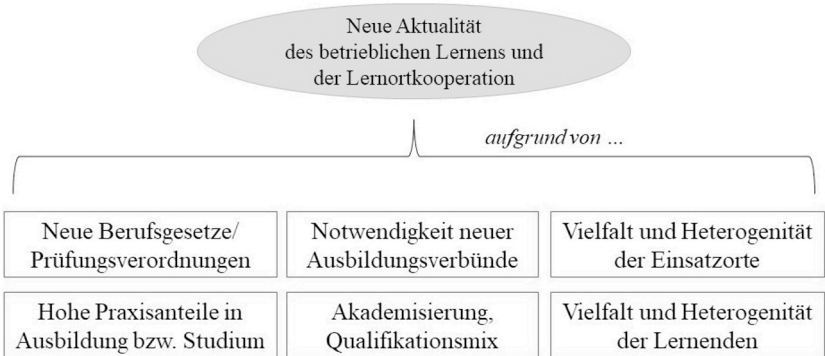 Neue Aktualität
des betrieblichen Lernens und
der Lernortkooperation
aufgrund von ...
Neue Berufsgesetze/
Prüfungsverordnungen
Notwendigkeit neuer
Ausbildungsverbünde
Vielfalt und Heterogenität
der Einsatzorte
Hohe Praxisanteile in
Ausbildung bzw. Studium
Akademisierung,
Qualifikationsmix
Vielfalt und Heterogenität
der Lernenden